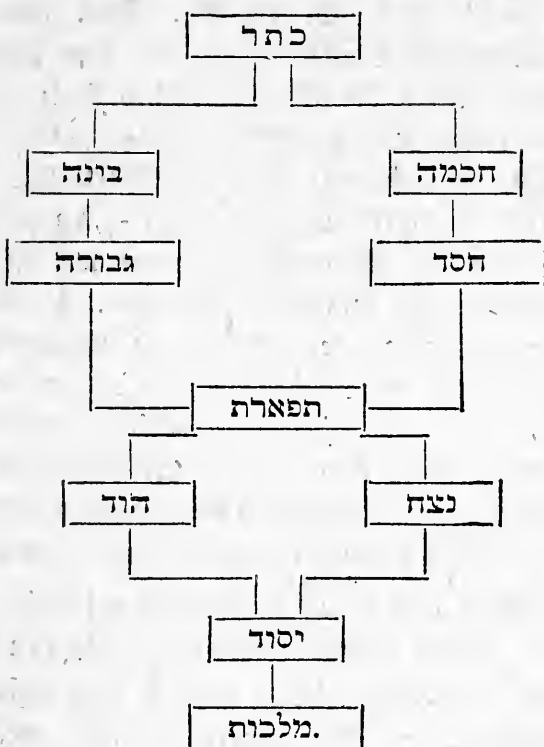 כתר
חכמה
בינה
חסד
גבורה
תפארת
נצח
הוד
יסוד
מלכות.